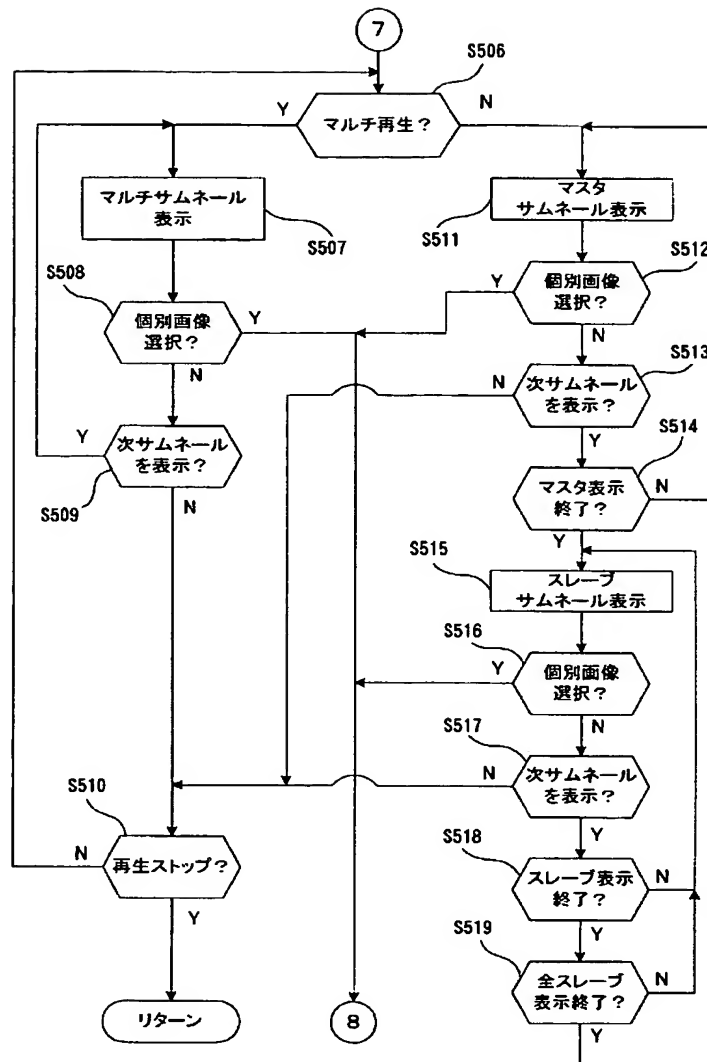 7
S506
Y
マルチ再生？
N
マルチサムネール
表示
S507
マスタ
サムネール表示
S511
S508
個別画像
選択？
Y
N
S512
Y
個別画像
選択？
N
S513
N
次サムネール
を表示？
Y
Y
次サムネール
を表示？
S509
N
S514
マスタ表示
終了？
N
Y
S515
スレーブ
サムネール表示
S516
Y
個別画像
選択？
N
S517
N
次サムネール
を表示？
Y
S510
N
再生ストップ？
Y
S518
スレーブ表示
終了？
N
Y
S519
全スレーブ
表示終了？
N
Y
リターン
8